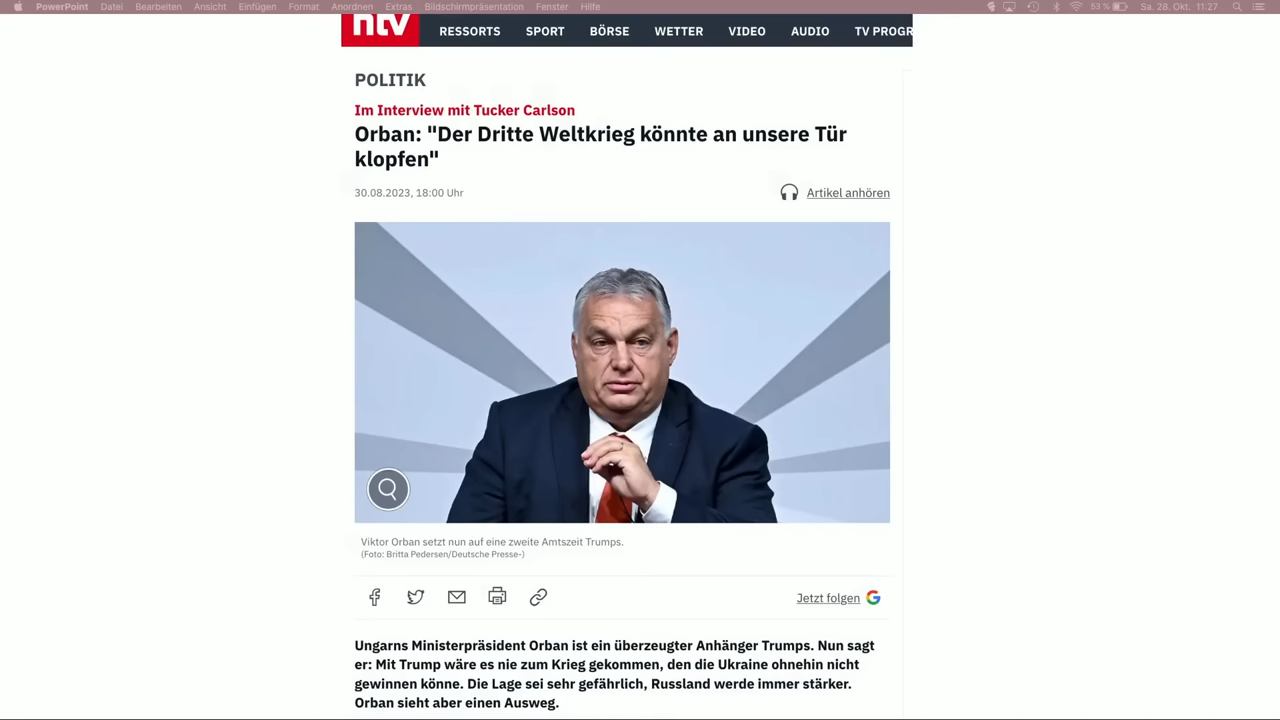 PowerPoint Datei Bearbeiten Ansicht Einfügen Format Anordnen Extras Bildschirmpräsentation Fenster Hilfe 53 % Sa. 28. Okt. 11:27
ntv RESSORTS SPORT BÖRSE WETTER VIDEO AUDIO TV PROGR
POLITIK
Im Interview mit Tucker Carlson
Orban: "Der Dritte Weltkrieg könnte an unsere Tür
klopfen"
30.08.2023, 18:00 Uhr Artikel anhören
Viktor Orban setzt nun auf eine zweite Amtszeit Trumps.
(Foto: Britta Pedersen/Deutsche Presse-)
Jetzt folgen
Ungarns Ministerpräsident Orban ist ein überzeugter Anhänger Trumps. Nun sagt
er: Mit Trump wäre es nie zum Krieg gekommen, den die Ukraine ohnehin nicht
gewinnen könne. Die Lage sei sehr gefährlich, Russland werde immer stärker.
Orban sieht aber einen Ausweg.